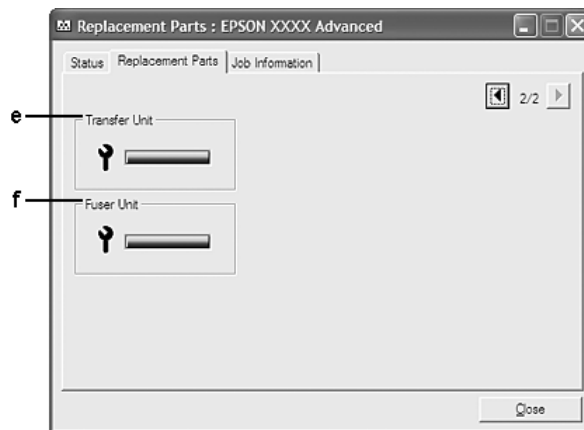 Replacement Parts : EPSON XXXX Advanced
Status Replacement Parts Job Information
2/2
e
Transfer Unit
f
Fuser Unit
Close